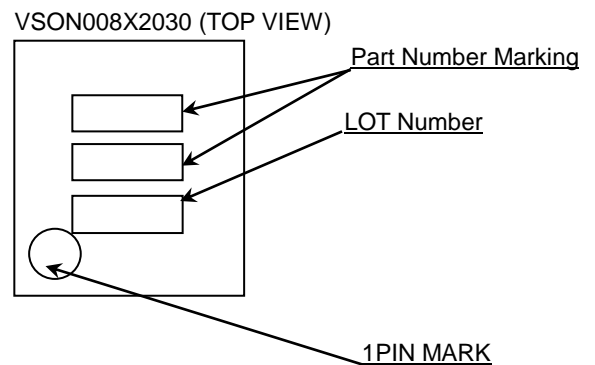 VSON008X2030 (TOP VIEW)
Part Number Marking
LOT Number
1PIN MARK